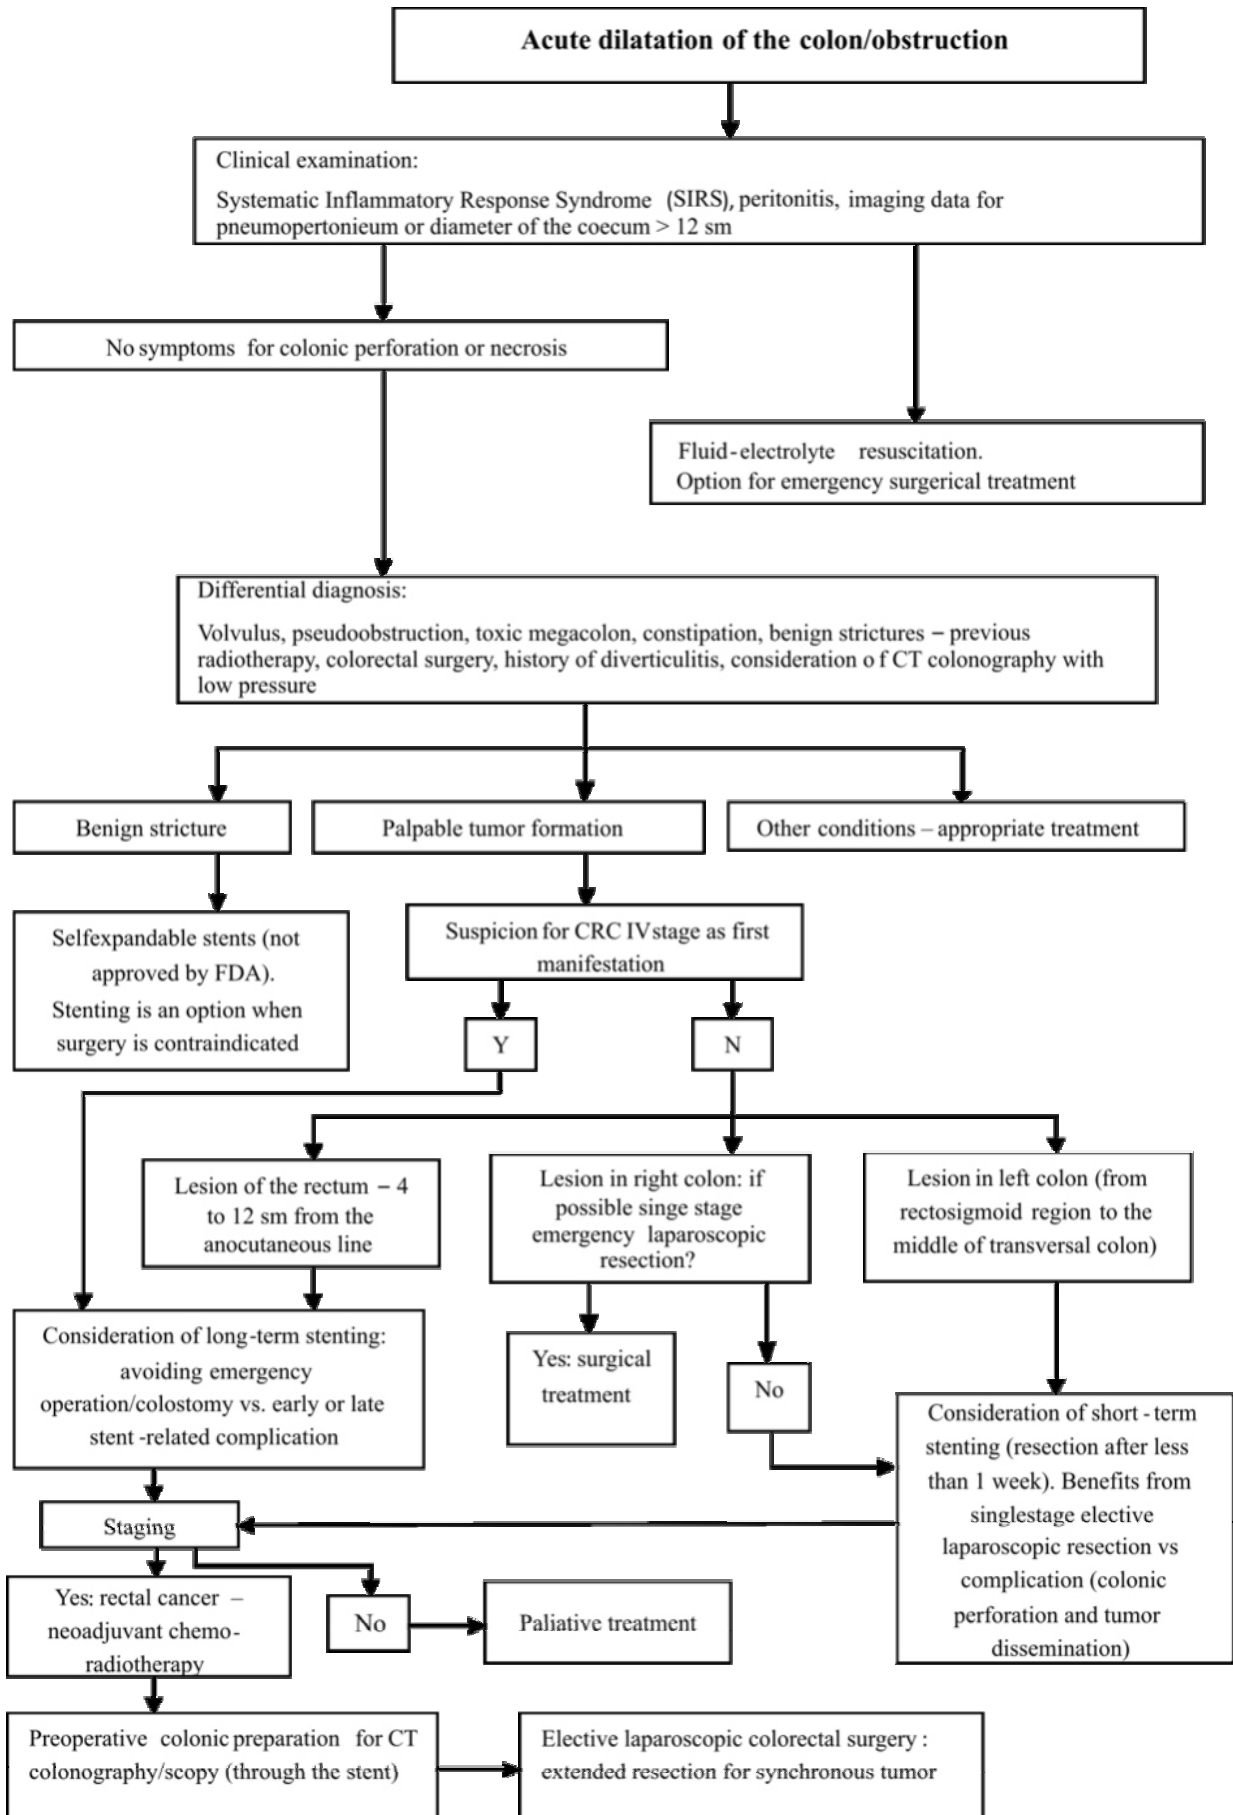 Acute dilatation of the colon/obstruction
Clinical examination:
Systematic Inflammatory Response Syndrome (SIRS), peritonitis, imaging data for
pneumopertonieum or diameter of the coecum > 12 sm
No symptoms for colonic perforation or necrosis
Fluid-electrolyte resuscitation.
Option for emergency surgerical treatment
Differential diagnosis:
Volvulus, pseudoobstruction, toxic megacolon, constipation, benign strictures – previous
radiotherapy, colorectal surgery, history of diverticulitis, consideration of CT colonography with
low pressure
Benign stricture
Palpable tumor formation
Other conditions – appropriate treatment
Selfexpandable stents (not
approved by FDA).
Stenting is an option when
surgery is contraindicated
Suspicion for CRC IV stage as first
manifestation
Y
N
Lesion of the rectum – 4
to 12 sm from the
anocutaneous line
Lesion in right colon: if
possible singe stage
emergency laparoscopic
resection?
Lesion in left colon (from
rectosigmoid region to the
middle of transversal colon)
Consideration of long-term stenting:
avoiding emergency
operation/colostomy vs. early or late
stent-related complication
Yes: surgical
treatment
No
Consideration of short-term
stenting (resection after less
than 1 week). Benefits from
singlestage elective
laparoscopic resection vs
complication (colonic
perforation and tumor
dissemination)
Staging
Yes: rectal cancer –
neoadjuvant chemo-
radiotherapy
No
Paliative treatment
Preoperative colonic preparation for CT
colonography/scopy (through the stent)
Elective laparoscopic colorectal surgery :
extended resection for synchronous tumor